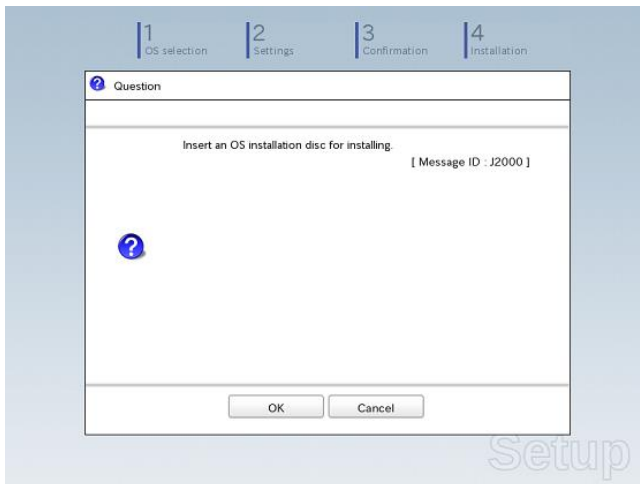 1
OS selection
2
Settings
3
Confirmation
4
Installation
? Question
Insert an OS installation disc for installing.
[ Message ID : J2000 ]
?
OK
Cancel
Setup